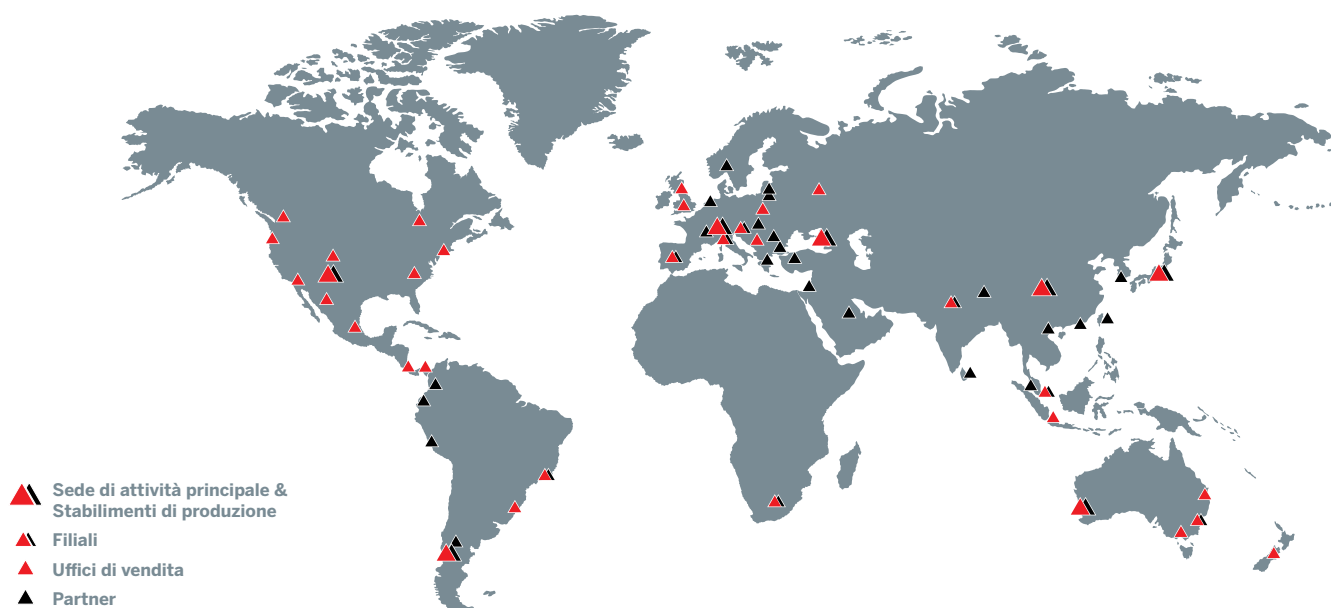 Sede di attività principale &
Stabilimenti di produzione
Filiali
Uffici di vendita
Partner